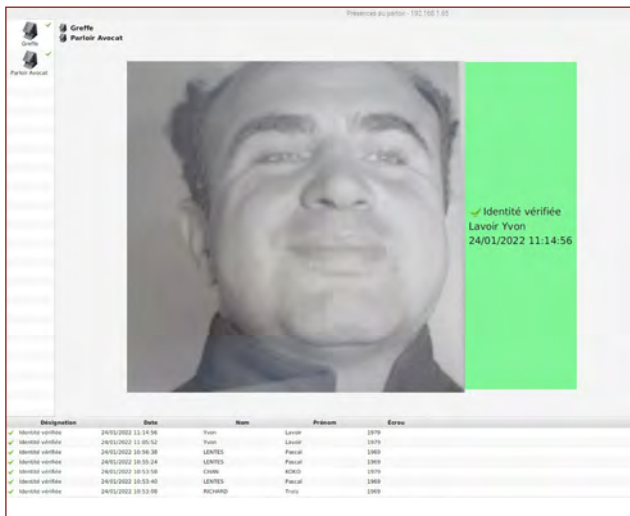 Présences au parloir - 192.168.1.65
Greffe
Parloir Avocat
Greffe
Parloir Avocat
Identité vérifiée
Lavoir Yvon
24/01/2022 11:14:56
Désignation Date Nom Prénom Ecrou
Identité vérifiée 24/01/2022 11:14:56 Yvon Lavoir 1979
Identité vérifiée 24/01/2022 11:05:52 Yvon Lavoir 1979
Identité vérifiée 24/01/2022 10:56:38 LENTES Pascal 1969
Identité vérifiée 24/01/2022 10:55:24 LENTES Pascal 1969
Identité vérifiée 24/01/2022 10:53:58 CHAN KOKO 1979
Identité vérifiée 24/01/2022 10:53:40 LENTES Pascal 1969
Identité vérifiée 24/01/2022 10:53:08 RICHARD 1969